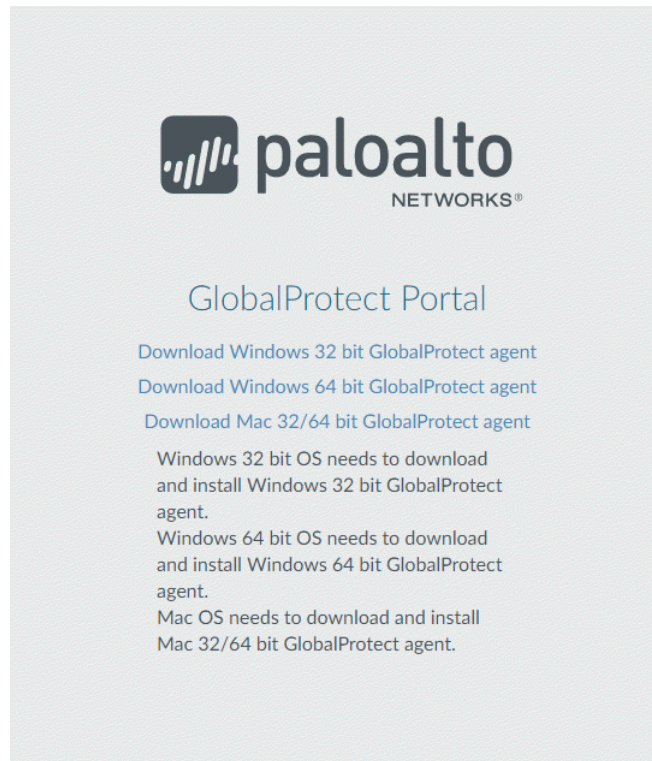 paloalto
NETWORKS®
GlobalProtect Portal
Download Windows 32 bit GlobalProtect agent
Download Windows 64 bit GlobalProtect agent
Download Mac 32/64 bit GlobalProtect agent
Windows 32 bit OS needs to download
and install Windows 32 bit GlobalProtect
agent.
Windows 64 bit OS needs to download
and install Windows 64 bit GlobalProtect
agent.
Mac OS needs to download and install
Mac 32/64 bit GlobalProtect agent.